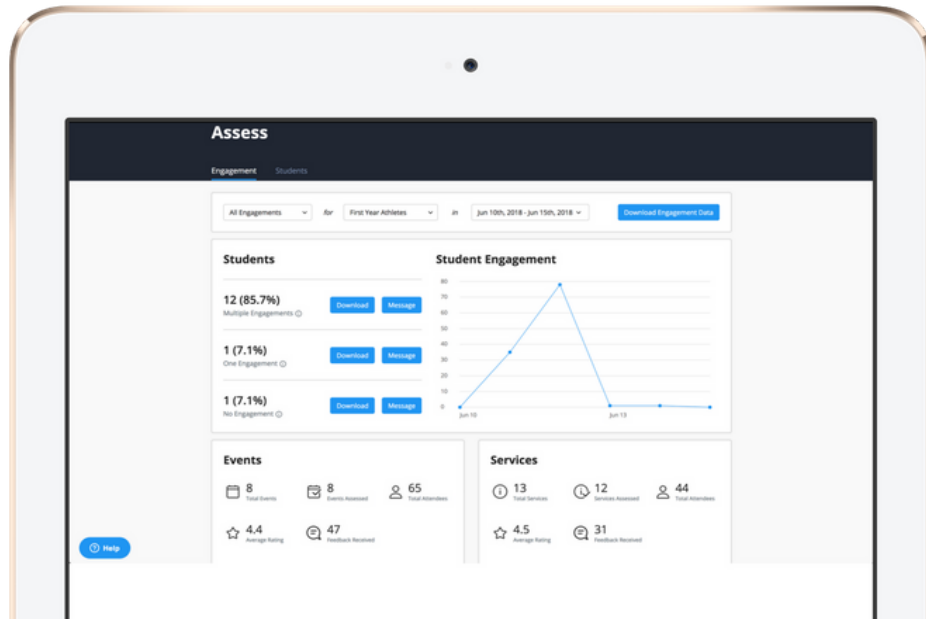 Assess
Engagement Students
All Engagements for First Year Athletes in Jun 10th, 2018 - Jun 15th, 2018 Download Engagement Data
Students
12 (85.7%)
Multiple Engagements
Download Message
1 (7.1%)
One Engagement
Download Message
1 (7.1%)
No Engagement
Download Message
Student Engagement
80
70
60
50
40
30
20
10
0
Jun 10 Jun 13
Events
8
Total Events
8
Events Assessed
65
Total Attendees
4.4
Average Rating
47
Feedback Received
Services
13
Total Services
12
Services Assessed
44
Total Attendees
4.5
Average Rating
31
Feedback Received
Help